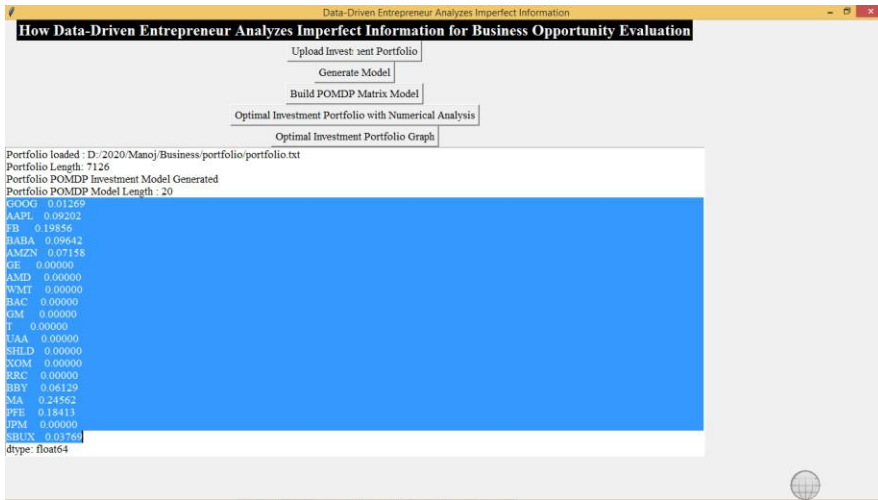 Data-Driven Entrepreneur Analyzes Imperfect Information
How Data-Driven Entrepreneur Analyzes Imperfect Information for Business Opportunity Evaluation
Upload Invest: nent Portfolio
Generate Model
Build POMDP Matrix Model
Optimal Investment Portfolio with Numerical Analysis
Optimal Investment Portfolio Graph
Portfolio loaded : D:/2020/Manoj/Business/portfolio/portfolio.txt
Portfolio Length: 7126
Portfolio POMDP Investment Model Generated
Portfolio POMDP Model Length : 20
GOOG 0.01269
AAPL 0.09202
FB 0.19856
BABA 0.09642
AMZN 0.07158
GE 0.00000
AMD 0.00000
WMT 0.00000
BAC 0.00000
GM 0.00000
T 0.00000
UAA 0.00000
SHLD 0.00000
XOM 0.00000
RRC 0.00000
BBY 0.06129
MA 0.24562
PFE 0.18413
JPM 0.00000
SBUX 0.03769
dtype: float64